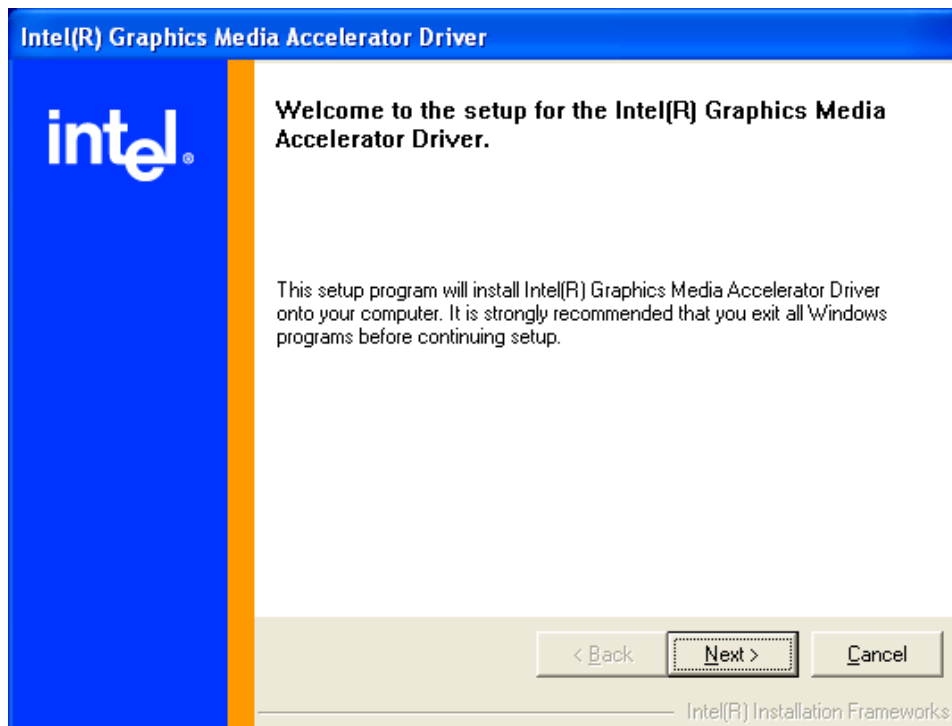 Intel(R) Graphics Media Accelerator Driver
intel®
Welcome to the setup for the Intel(R) Graphics Media
Accelerator Driver.
This setup program will install Intel(R) Graphics Media Accelerator Driver
onto your computer. It is strongly recommended that you exit all Windows
programs before continuing setup.
< Back
Next >
Cancel
Intel(R) Installation Frameworks